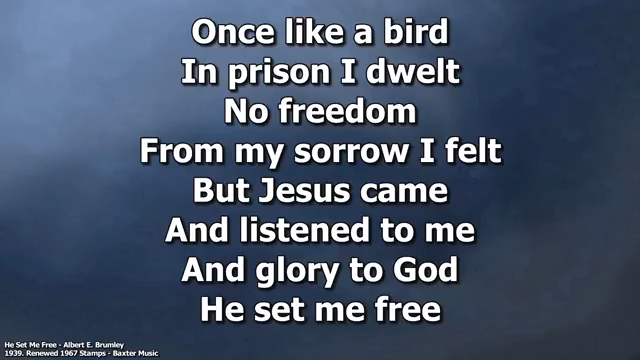 Once like a bird
In prison I dwelt
No freedom
From my sorrow I felt
But Jesus came
And listened to me
And glory to God
He set me free
He Set Me Free - Albert E. Brumley
1939. Renewed 1967 Stamps - Baxter Music